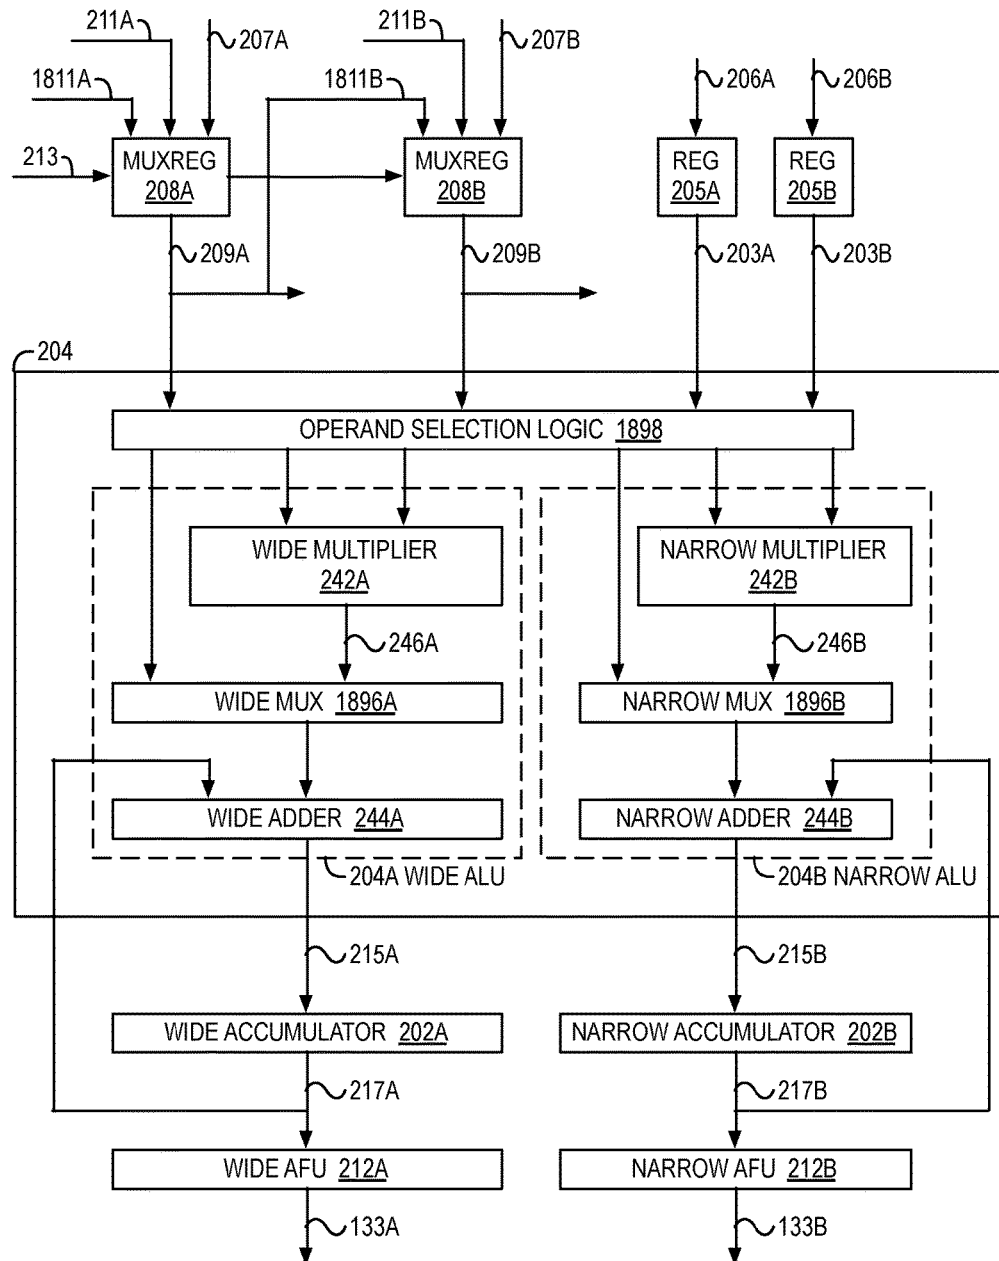 211A
207A
211B
207B
1811A
1811B
206A
206B
213
MUXREG
208A
MUXREG
208B
REG
205A
REG
205B
209A
209B
203A
203B
204
OPERAND SELECTION LOGIC 1898
WIDE MULTIPLIER
242A
NARROW MULTIPLIER
242B
246A
246B
WIDE MUX 1896A
NARROW MUX 1896B
WIDE ADDER 244A
NARROW ADDER 244B
204A WIDE ALU
204B NARROW ALU
215A
215B
WIDE ACCUMULATOR 202A
NARROW ACCUMULATOR 202B
217A
217B
WIDE AFU 212A
NARROW AFU 212B
133A
133B